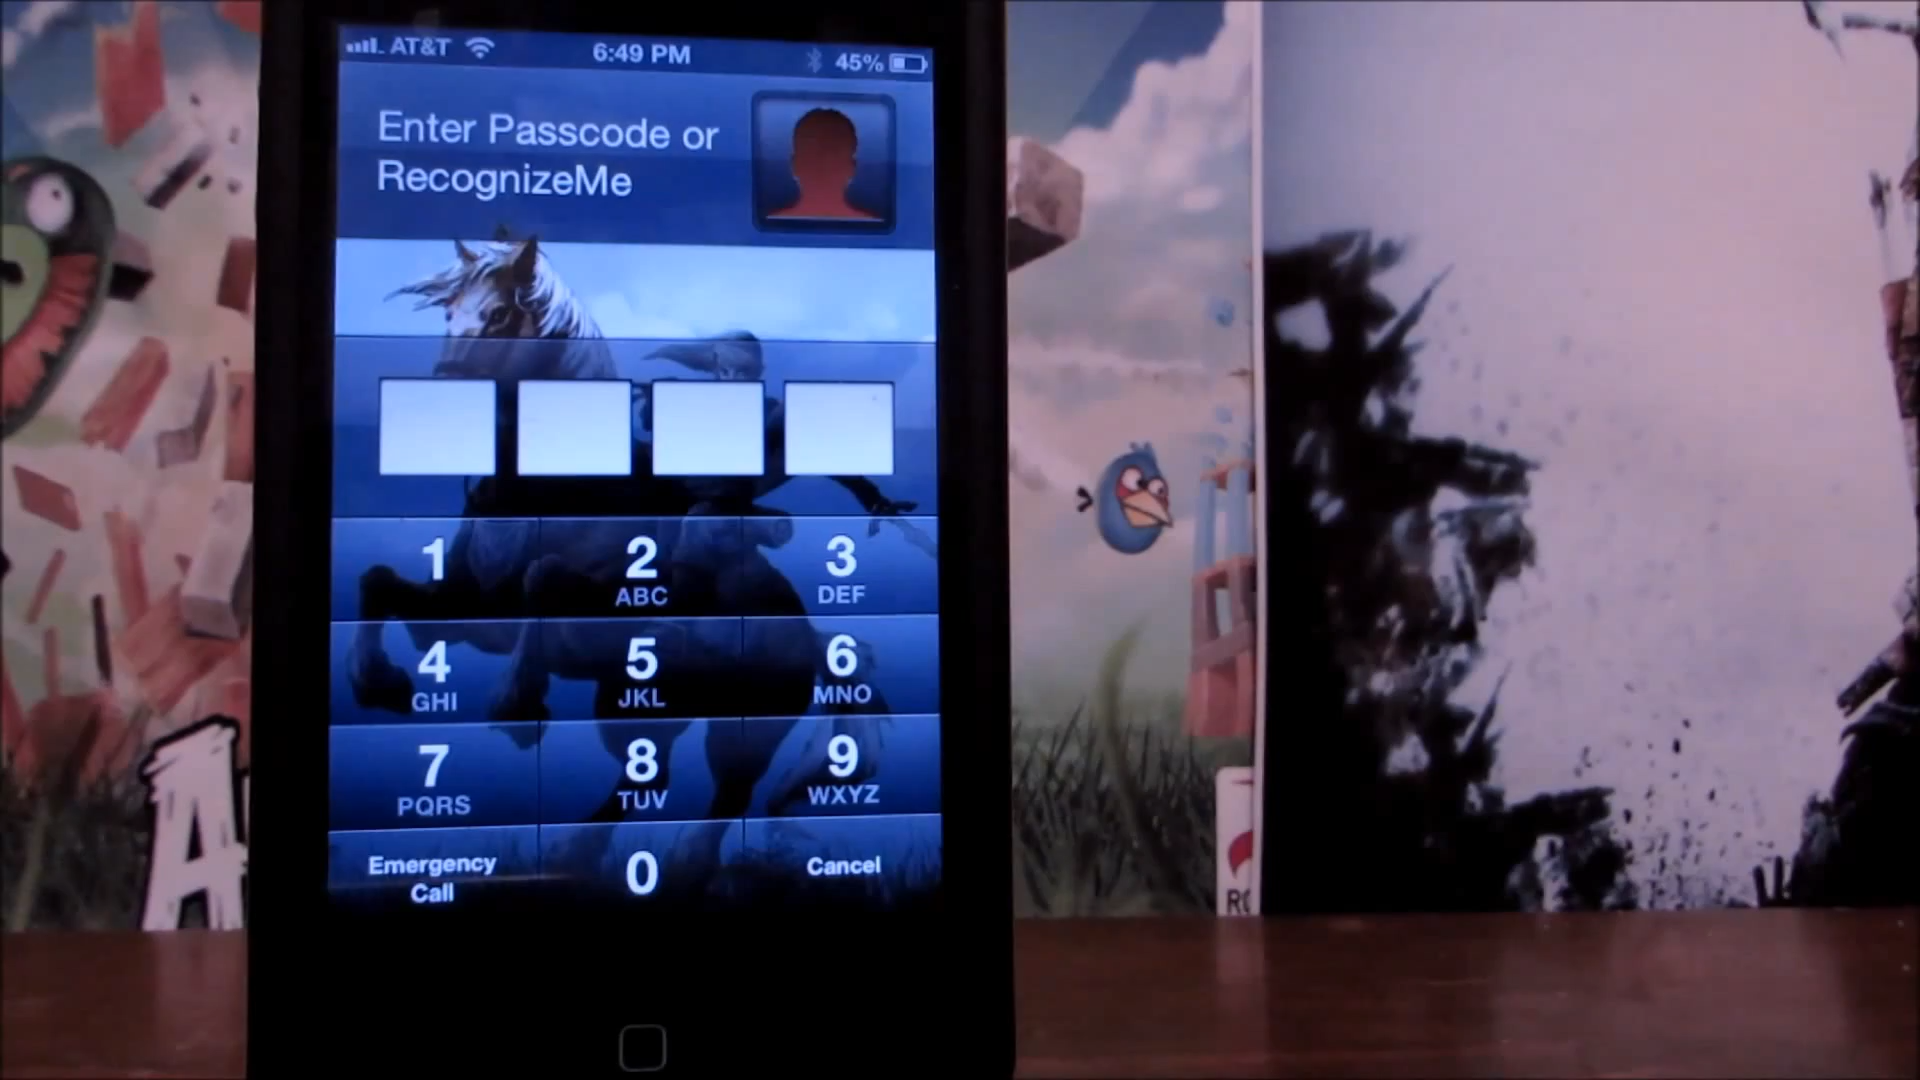 AT&T
6:49 PM
45%
Enter Passcode or
RecognizeMe
1
2
ABC
3
DEF
4
GHI
5
JKL
6
MNO
7
PQRS
8
TUV
9
WXYZ
Emergency
Call
0
Cancel